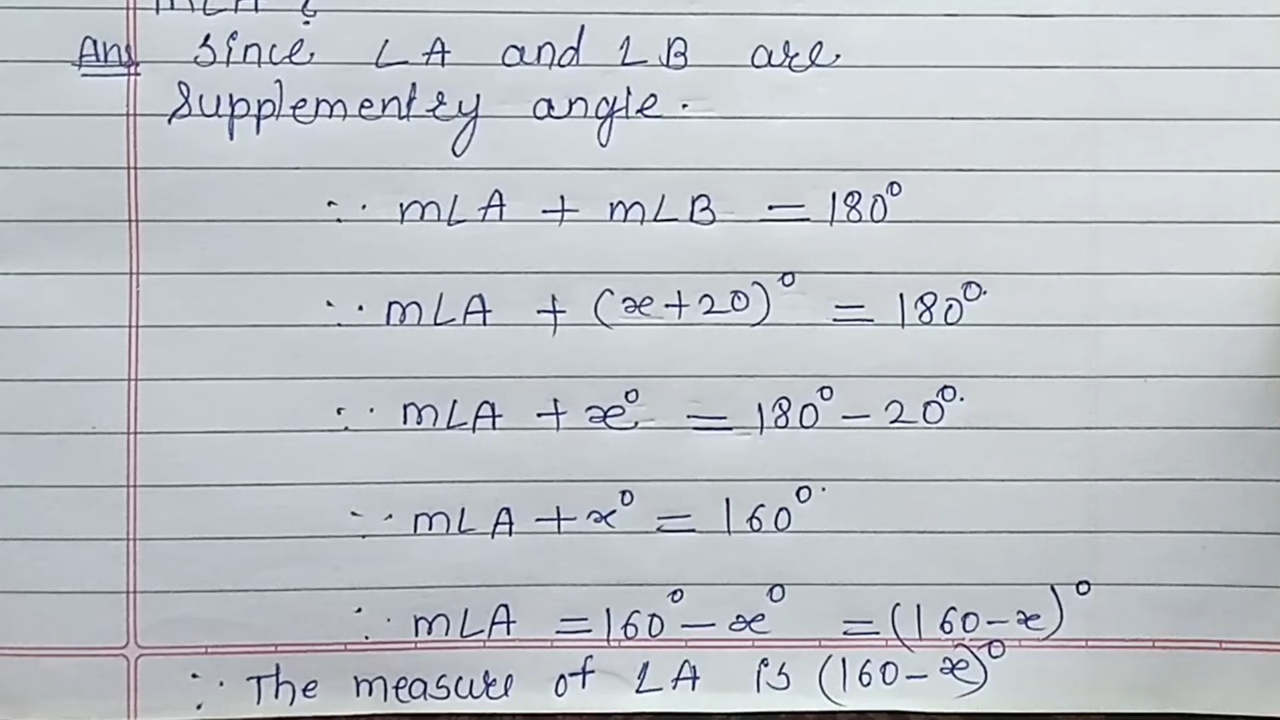 Ans Since ∠A and ∠B are
Supplementry angle.
∴ m∠A + m∠B = 180°
∴ m∠A + (x+20)° = 180°.
∴ m∠A + x° = 180° - 20°.
∴ m∠A + x° = 160°.
∴ m∠A = 160° - x° = (160-x)°
∴ The measure of ∠A is (160-x)°